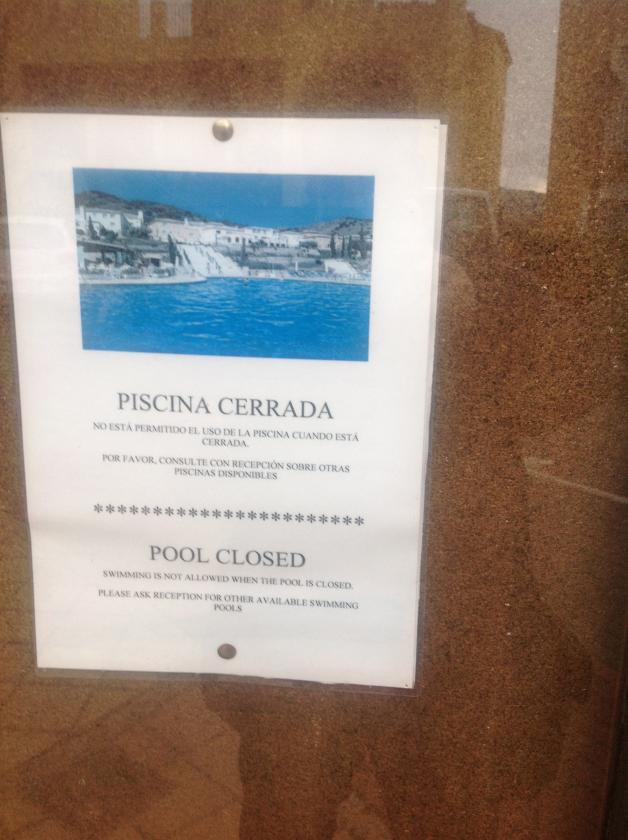 PISCINA CERRADA
NO ESTÁ PERMITIDO EL USO DE LA PISCINA CUANDO ESTÁ
CERRADA.
POR FAVOR, CONSULTE CON RECEPCIÓN SOBRE OTRAS
PISCINAS DISPONIBLES
***********************
POOL CLOSED
SWIMMING IS NOT ALLOWED WHEN THE POOL IS CLOSED.
PLEASE ASK RECEPTION FOR OTHER AVAILABLE SWIMMING
POOLS